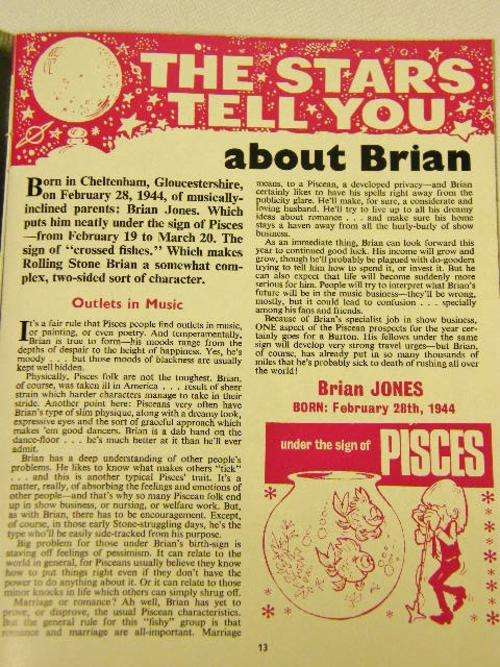 THE STARS
TELL YOU
about Brian
Born in Cheltenham, Gloucestershire,
on February 28, 1944, of musically-
inclined parents: Brian Jones. Which
puts him neatly under the sign of Pisces
—from February 19 to March 20. The
sign of "crossed fishes." Which makes
Rolling Stone Brian a somewhat com-
plex, two-sided sort of character.
Outlets in Music
It's a fair rule that Pisces people find outlets in music,
or painting, or even poetry. And temperamentally,
Brian is true to form—his moods range from the
depths of despair to the height of happiness. Yes, he's
moody . . . but those moods of blackness are usually
kept well hidden.
Physically, Pisces folk are not the toughest. Brian,
of course, was taken ill in America . . . result of sheer
strain which harder characters manage to take in their
stride. Another point here: Pisceans very often have
Brian's type of slim physique, along with a dreamy look,
expressive eyes and the sort of graceful approach which
makes 'em good dancers. Brian is a dab hand on the
dance-floor . . . he's much better at it than he'll ever
admit.
Brian has a deep understanding of other people's
problems. He likes to know what makes others "tick"
. . . and this is another typical Pisces' trait. It's a
matter, really, of absorbing the feelings and emotions of
other people—and that's why so many Piscean folk end
up in show business, or nursing, or welfare work. But,
as with Brian, there has to be encouragement. Except,
of course, in those early Stone-struggling days, he's the
type who'll be easily side-tracked from his purpose.
Big problem for those under Brian's birth-sign is
staving off feelings of pessimism. It can relate to the
world in general, for Pisceans usually believe they know
how to put things right even if they don't have the
power to do anything about it. Or it can relate to those
minor knocks in life which others can simply shrug off.
Marriage or romance? Ah well, Brian has yet to
prove, or disprove, the usual Piscean characteristics.
But the general rule for this "fishy" group is that
romance and marriage are all-important. Marriage
means, to a Piscean, a developed privacy—and Brian
certainly likes to have his spells right away from the
publicity glare. He'll make, for sure, a considerate and
loving husband. He'll try to live up to all his dreamy
ideas about romance . . . and make sure his home
stays a haven away from all the hurly-burly of show
business.
As an immediate thing, Brian can look forward this
year to continued good luck. His income will grow and
grow, though he'll probably be plagued with do-gooders
trying to tell him how to spend it, or invest it. But he
can also expect that life will become suddenly more
serious for him. People will try to interpret what Brian's
future will be in the music business—they'll be wrong,
mostly, but it could lead to confusion . . . specially
among his fans and friends.
Because of Brian's specialist job in show business,
ONE aspect of the Piscean prospects for the year cer-
tainly goes for a Burton. His fellows under the same
sign will develop very strong travel urges—but Brian,
of course, has already put in so many thousands of
miles that he's probably sick to death of rushing all over
the world!
Brian JONES
BORN: February 28th, 1944
under the sign of PISCES
13